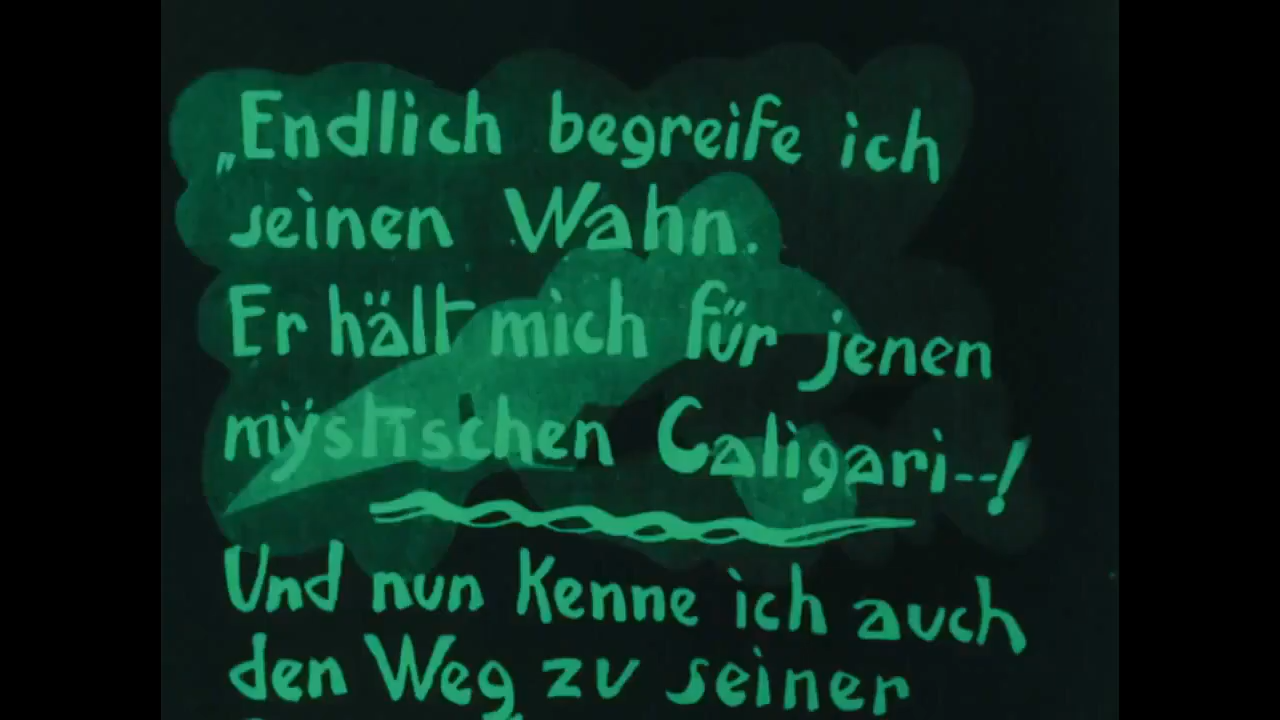 „Endlich begreife ich
seinen Wahn.
Er hält mich für jenen
mÿstischen Caligari--!
Und nun kenne ich auch
den Weg zu seiner